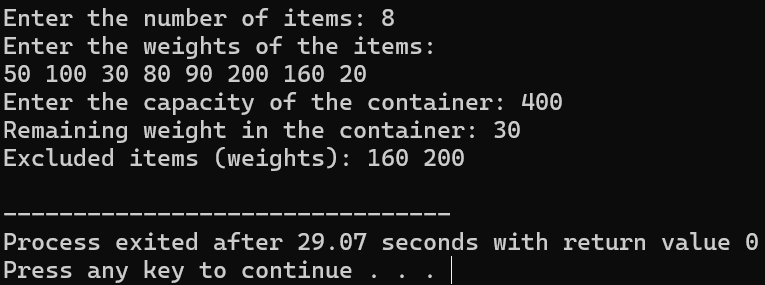 Enter the number of items: 8
Enter the weights of the items:
50 100 30 80 90 200 160 20
Enter the capacity of the container: 400
Remaining weight in the container: 30
Excluded items (weights): 160 200
--------------------------------
Process exited after 29.07 seconds with return value 0
Press any key to continue . . .